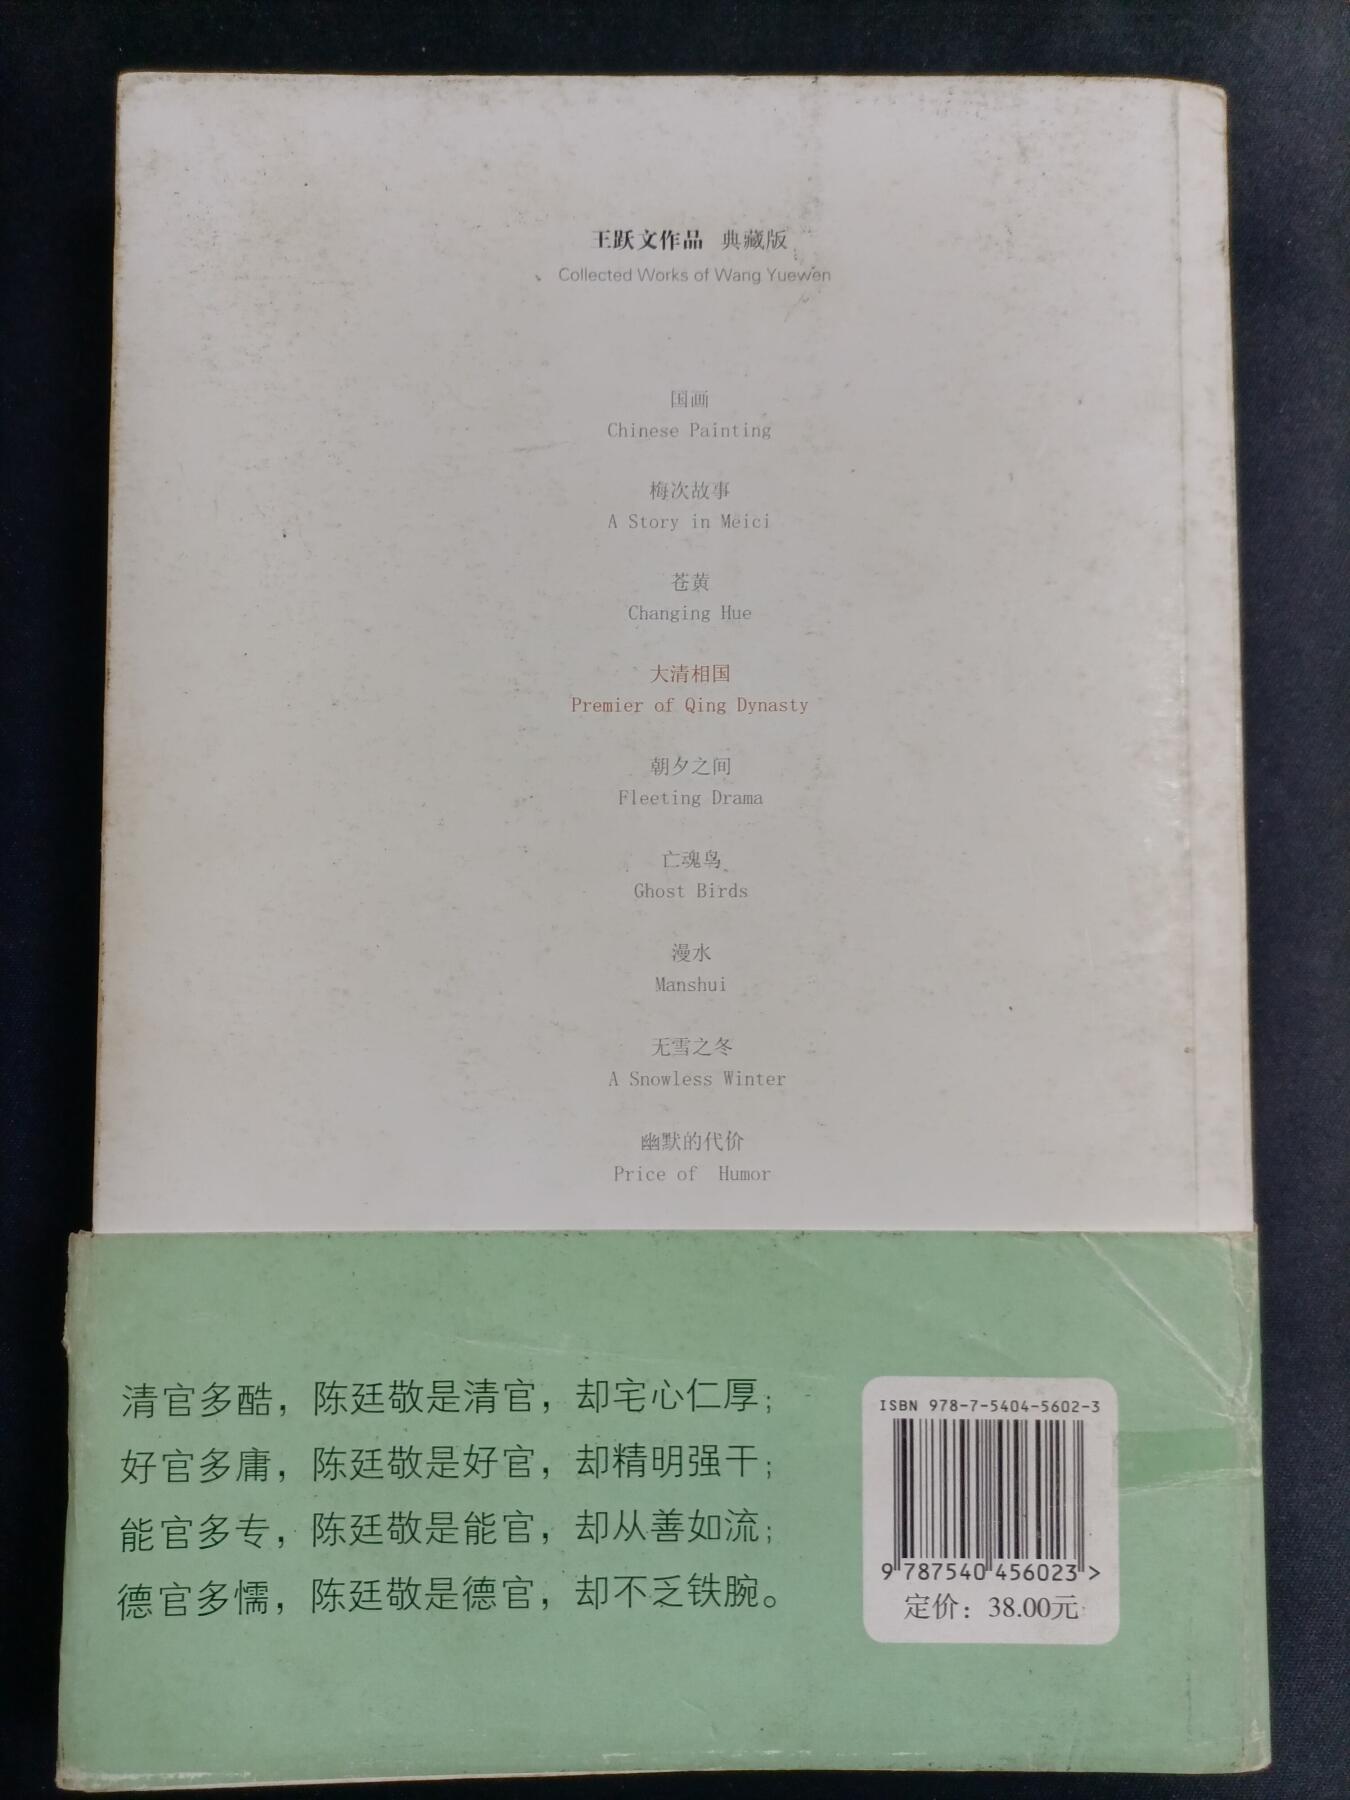 王跃文作品 典藏版
Collected Works of Wang Yuewen
国画
Chinese Painting
梅次故事
A Story in Meici
苍黄
Changing Hue
大清相国
Premier of Qing Dynasty
朝夕之间
Fleeting Drama
亡魂鸟
Ghost Birds
漫水
Manshui
无雪之冬
A Snowless Winter
幽默的代价
Price of Humor
清官多酷，陈廷敬是清官，却宅心仁厚；
好官多庸，陈廷敬是好官，却精明强干；
能官多专，陈廷敬是能官，却从善如流；
德官多懦，陈廷敬是德官，却不乏铁腕。
ISBN 978-7-5404-5602-3
9 787540 456023 >
定价：38.00元